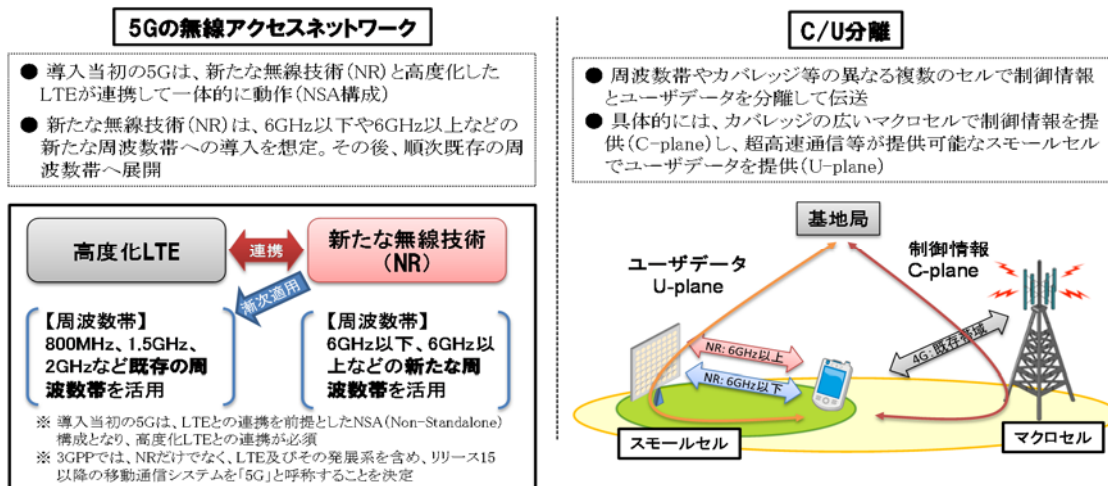 5Gの無線アクセスネットワーク
● 導入当初の5Gは、新たな無線技術(NR)と高度化した
LTEが連携して一体的に動作(NSA構成)
● 新たな無線技術(NR)は、6GHz以下や6GHz以上などの
新たな周波数帯への導入を想定。その後、順次既存の周
波数帯へ展開
高度化LTE
連携
新たな無線技術
(NR)
漸次適用
【周波数帯】
800MHz、1.5GHz、
2GHzなど既存の周
波数帯を活用
【周波数帯】
6GHz以下、6GHz以
上などの新たな周
波数帯を活用
※ 導入当初の5Gは、LTEとの連携を前提としたNSA(Non-Standalone)
構成となり、高度化LTEとの連携が必須
※ 3GPPでは、NRだけでなく、LTE及びその発展系を含め、リリース15
以降の移動通信システムを「5G」と呼称することを決定
C/U分離
● 周波数帯やカバレッジ等の異なる複数のセルで制御情報
とユーザデータを分離して伝送
● 具体的には、カバレッジの広いマクロセルで制御情報を提
供(C-plane)し、超高速通信等が提供可能なスモールセル
でユーザデータを提供(U-plane)
基地局
ユーザデータ
U-plane
制御情報
C-plane
NR: 6GHz以上
NR: 6GHz以下
4G: 既存帯域
スモールセル
マクロセル